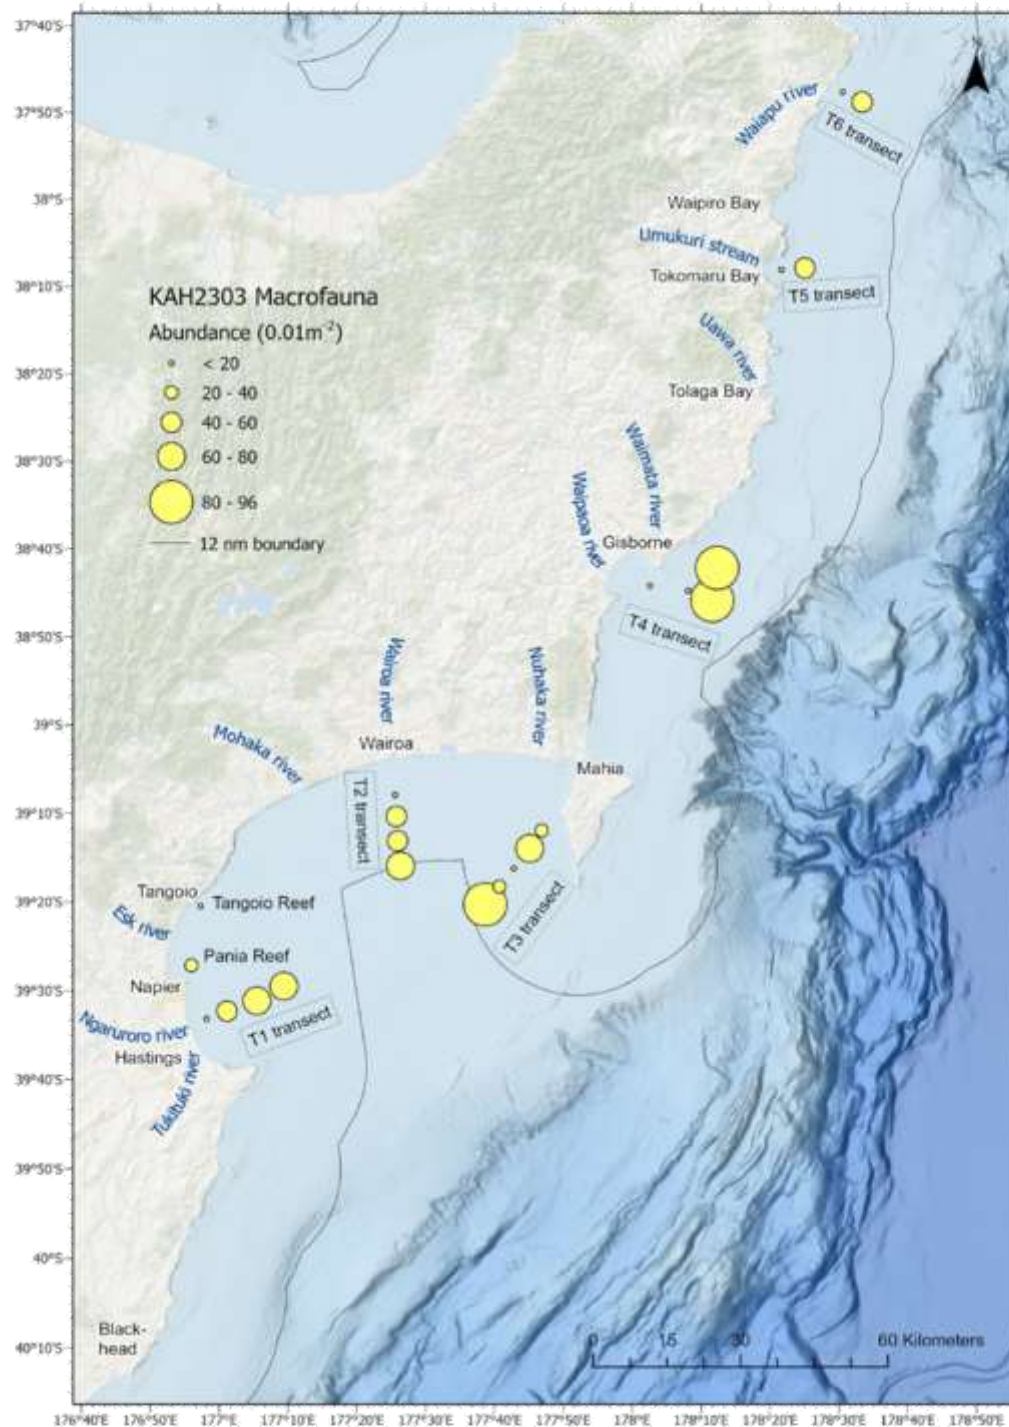 37°40'S
37°50'S
38°S
38°10'S
38°20'S
38°30'S
38°40'S
38°50'S
39°S
39°10'S
39°20'S
39°30'S
39°40'S
39°50'S
40°S
40°10'S
KAH2303 Macrofauna
Abundance (0.01m⁻²)
< 20
20 - 40
40 - 60
60 - 80
80 - 96
12 nm boundary
Waiapu river
T6 transect
Waipiro Bay
Umukuri stream
Tokomaru Bay
T5 transect
Uawa river
Tolaga Bay
Waimata river
Waipaoa river
Gisborne
T4 transect
Wairoa river
Nuhaka river
Mohaka river
Wairoa
Mahia
T2 transect
T3 transect
Tangoio
Tangoio Reef
Esk river
Pania Reef
Napier
Ngaruroro river
T1 transect
Hastings
Tukituki river
Black-
head
0 15 30 60 Kilometers
176°40'E 176°50'E 177°E 177°10'E 177°20'E 177°30'E 177°40'E 177°50'E 178°E 178°10'E 178°20'E 178°30'E 178°40'E 178°50'E